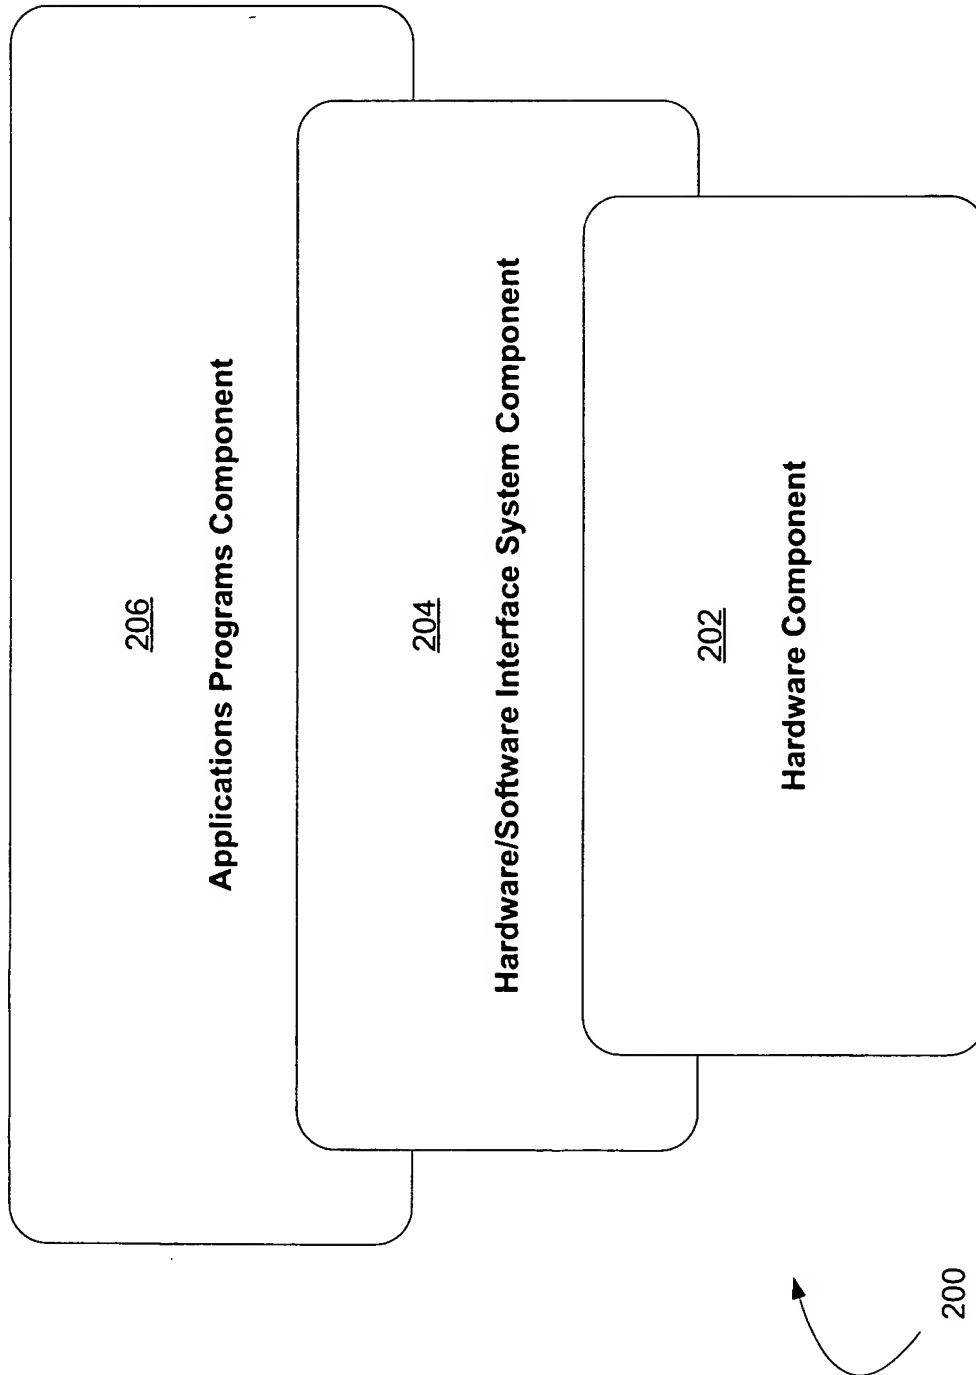 206
Applications Programs Component
204
Hardware/Software Interface System Component
202
Hardware Component
200